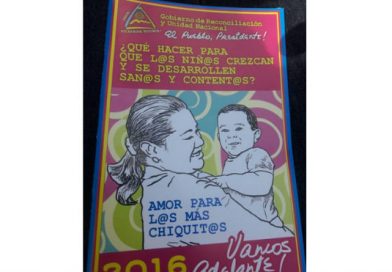 Gobierno de Reconciliación
y Unidad Nacional
El Pueblo, Presidente!
¿QUÉ HACER PARA
QUE L@S NIÑ@S CREZCAN
Y SE DESARROLLEN
SAN@S Y CONTENT@S?
AMOR PARA
L@S MÁS
CHIQUIT@S
2016
Vamos
Adelante!